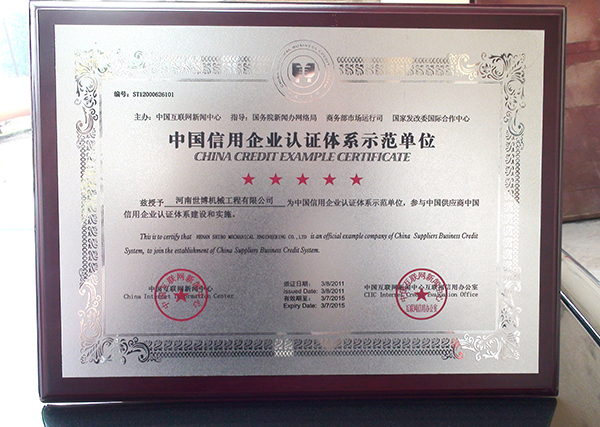 编号：ST12000626101
主办：中国互联网新闻中心 指导：国务院新闻办网络局 商务部市场运行司 国家发改委国际合作中心
中国信用企业认证体系示范单位
CHINA CREDIT EXAMPLE CERTIFICATE
兹授予 河南世博机械工程有限公司 为中国信用企业认证体系示范单位，参与中国供应商中国
信用企业认证体系建设和实施。
This is to certify that HENAN SHIBO MECHANICAL ENGINEERING CO.,LTD is an official example company of China Suppliers Business Credit
System, to join the establishment of China Suppliers Business Credit System.
颁证日期： 3/8/2011
Issued Date: 3/8/2011
有效期至： 3/7/2015
Expiry Date: 3/7/2015
中国互联网新闻中心
China Internet Information Center
中国互联网新闻中心互联网信用办公室
CIIC Internet Credit Evaluation Office